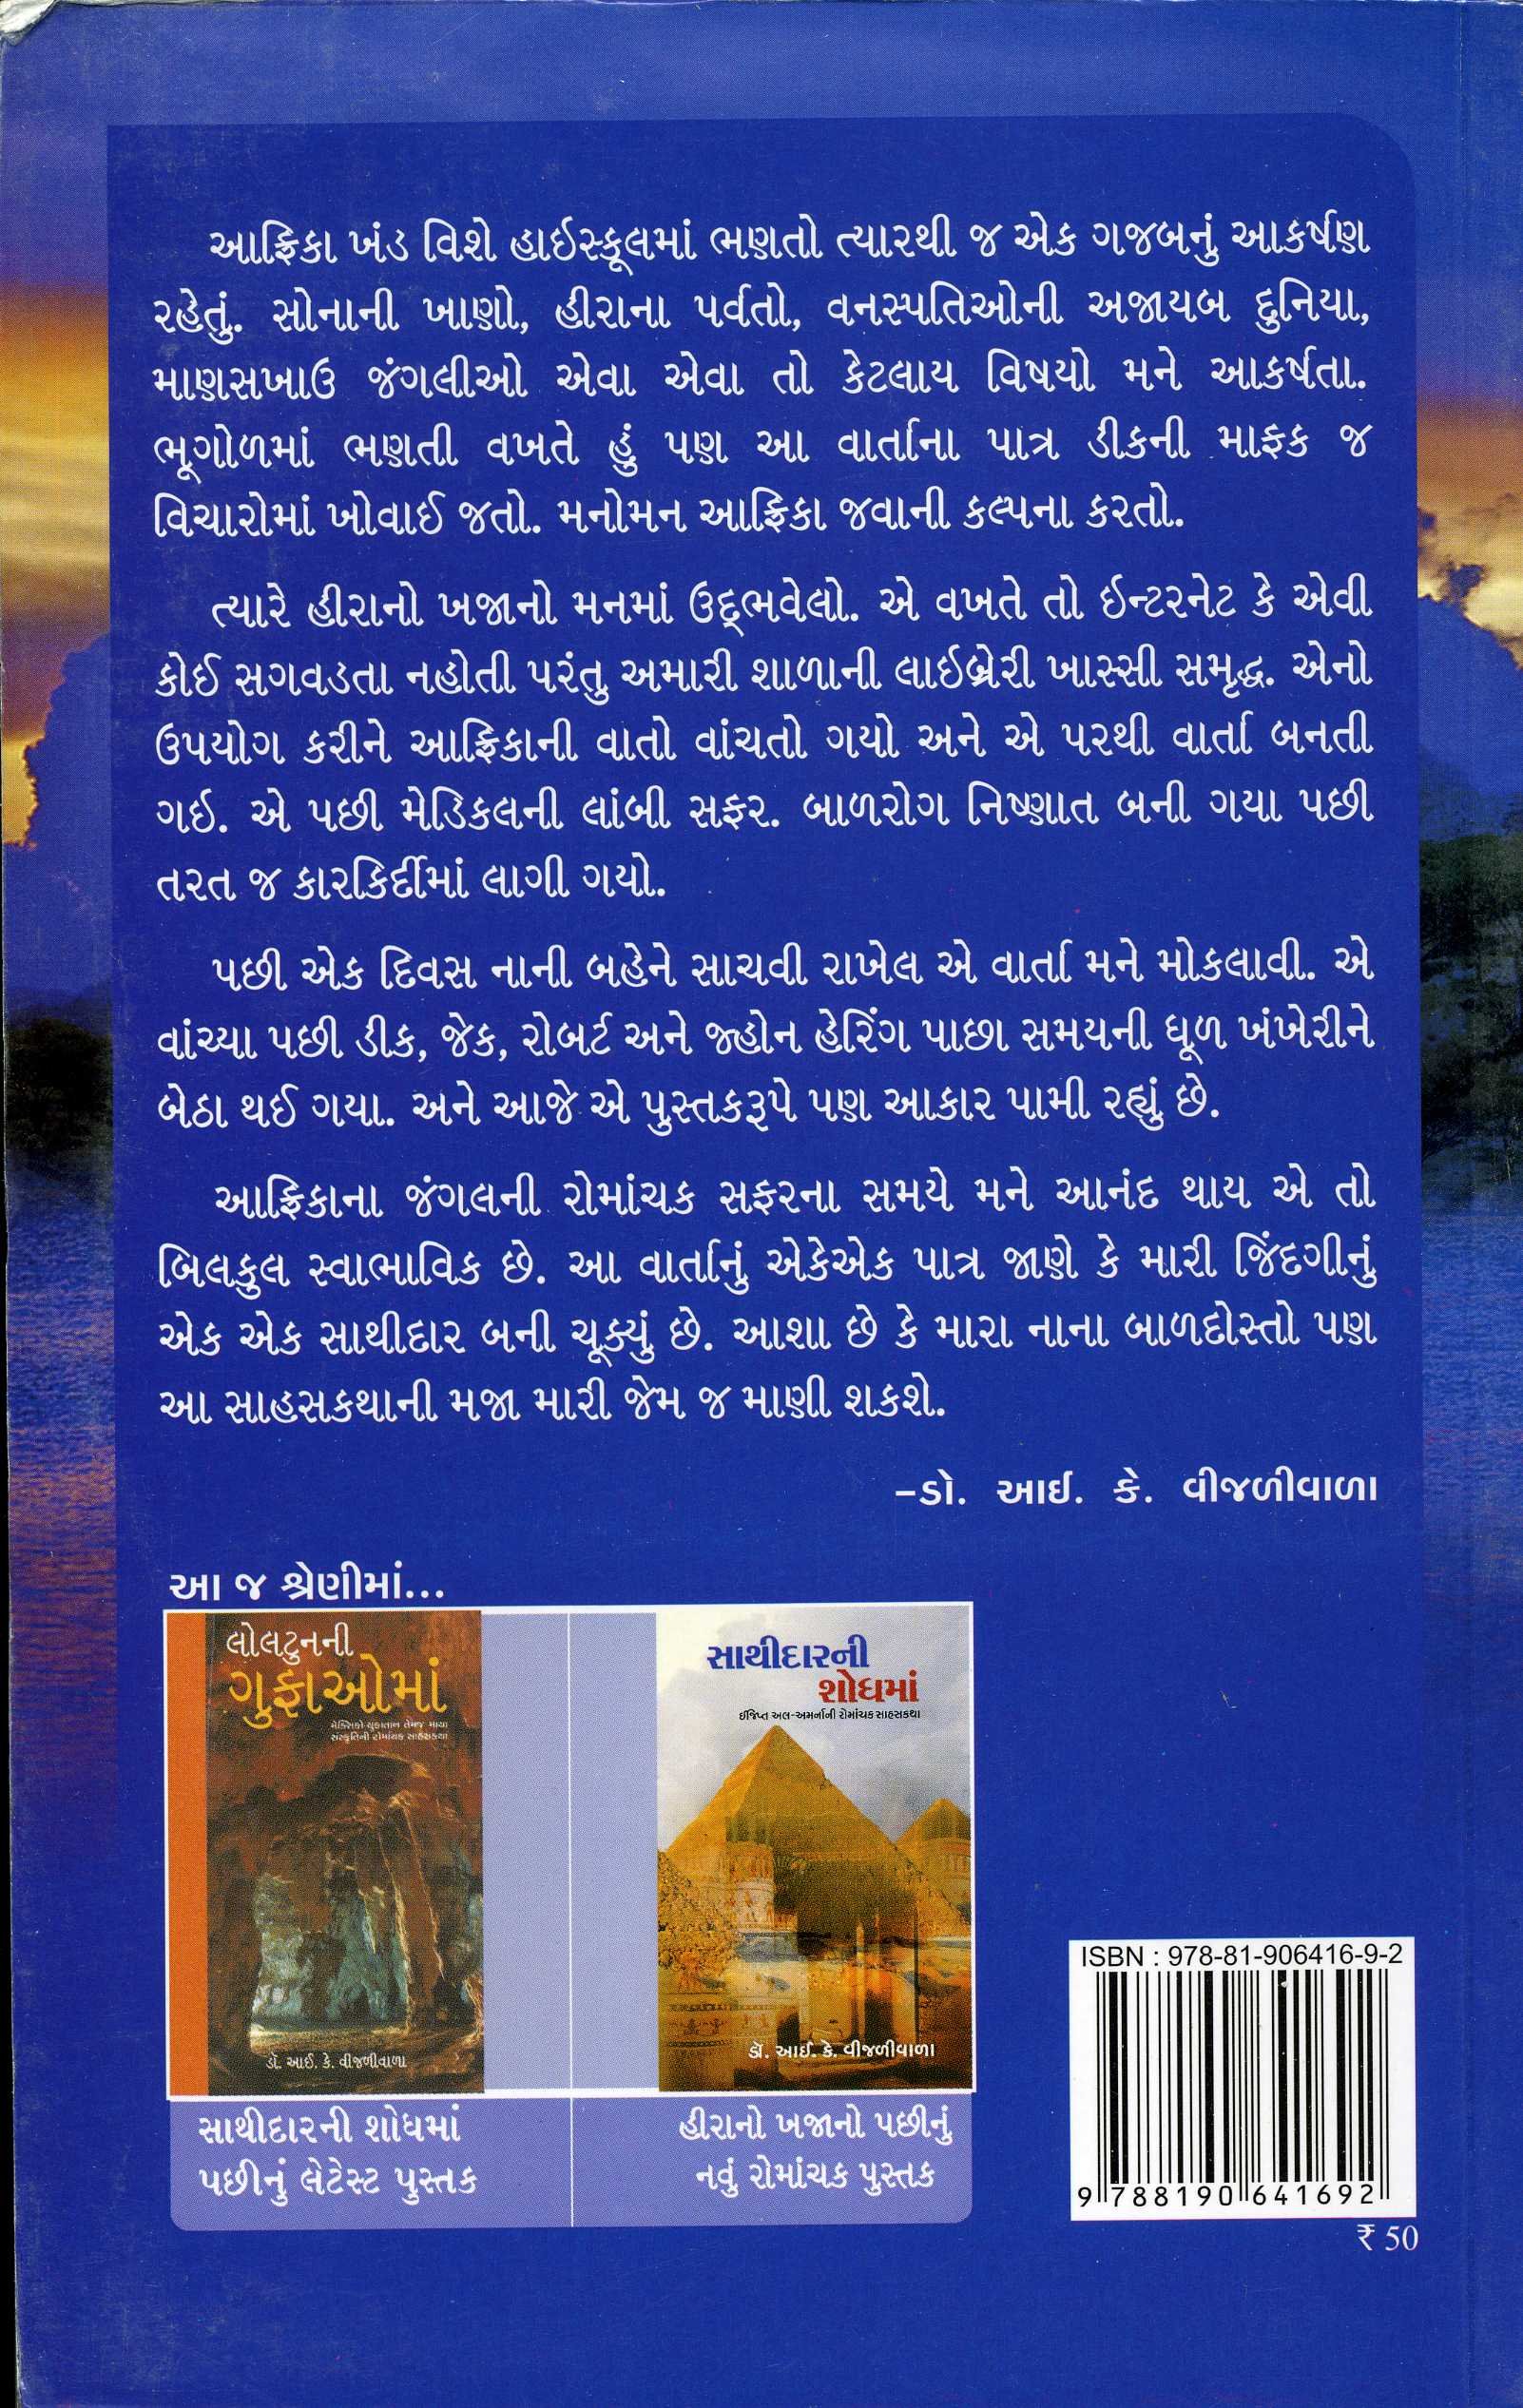 આફ્રિકા ખંડ વિશે હાઇસ્કૂલમાં ભણતો ત્યારથી જ એક ગજબનું આકર્ષણ
રહેતું. સોનાની ખાણો, હીરાના પર્વતો, વનસ્પતિઓની અજાયબ દુનિયા,
માણસખાઉ જંગલીઓ એવા એવા તો કેટલાય વિષયો મને આકર્ષતા.
ભૂગોળમાં ભણતી વખતે હું પણ આ વાર્તાના પાત્ર ડીકની માફક જ
વિચારોમાં ખોવાઈ જતો. મનોમન આફ્રિકા જવાની કલ્પના કરતો.
ત્યારે હીરાનો ખજાનો મનમાં ઉદ્‌ભવેલો. એ વખતે તો ઈન્ટરનેટ કે એવી
કોઈ સગવડતા નહોતી પરંતુ અમારી શાળાની લાઇબ્રેરી ખાસ્સી સમૃદ્ધ. એનો
ઉપયોગ કરીને આફ્રિકાની વાતો વાંચતો ગયો અને એ પરથી વાર્તા બનતી
ગઇ. એ પછી મેડિકલની લાંબી સફર. બાળરોગ નિષ્ણાત બની ગયા પછી
તરત જ કારકિર્દીમાં લાગી ગયો.
પછી એક દિવસ નાની બહેને સાચવી રાખેલ એ વાર્તા મને મોકલાવી. એ
વાંચ્યા પછી ડીક, જેક, રોબર્ટ અને જ્હોન હેરિંગ પાછા સમયની ધૂળ ખંખેરીને
બેઠા થઈ ગયા. અને આજે એ પુસ્તકરૂપે પણ આકાર પામી રહ્યું છે.
આફ્રિકાના જંગલની રોમાંચક સફરના સમયે મને આનંદ થાય એ તો
બિલકુલ સ્વાભાવિક છે. આ વાર્તાનું એકેએક પાત્ર જાણે કે મારી જિંદગીનું
એક એક સાથીદાર બની ચૂક્યું છે. આશા છે કે મારા નાના બાળદોસ્તો પણ
આ સાહસકથાની મજા મારી જેમ જ માણી શકશે.
–ડો. આઈ. કે. વીજળીવાળા
આ જ શ્રેણીમાં...
લોલટુનની
ગુફાઓમાં
મેક્સિકો યૂકાતાન તેમજ માયા
સંસ્કૃતિની રોમાંચક સાહસકથા
ડૉ. આઈ. કે. વીજળીવાળા
સાથીદારની શોધમાં
પછીનું લેટેસ્ટ પુસ્તક
સાથીદારની
શોધમાં
ઈજિપ્ત અલ-અમર્નાની રોમાંચક સાહસકથા
ડૉ. આઈ. કે. વીજળીવાળા
હીરાનો ખજાનો પછીનું
નવું રોમાંચક પુસ્તક
ISBN : 978-81-906416-9-2
9 788190 641692
₹ 50